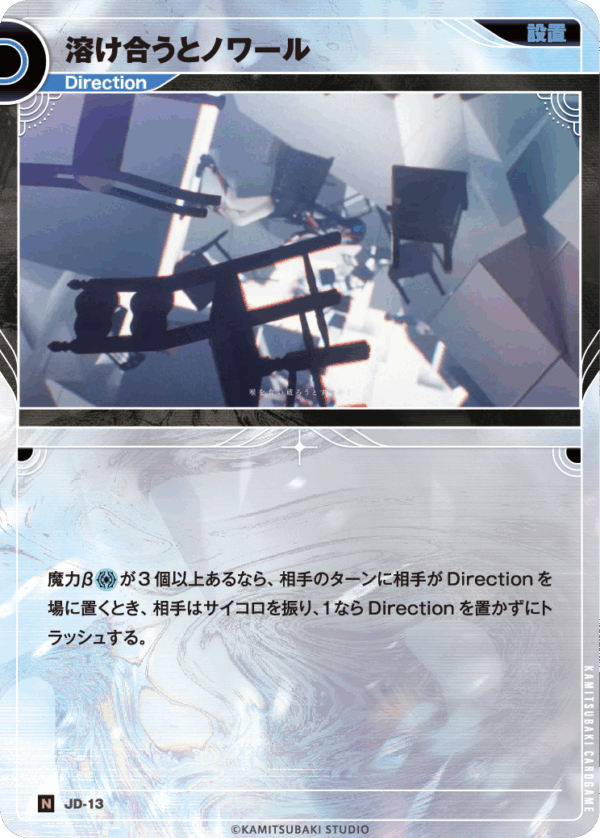 溶け合うとノワール
設置
Direction
魔力βが3個以上あるなら、相手のターンに相手がDirectionを
場に置くとき、相手はサイコロを振り、1ならDirectionを置かずにト
ラッシュする。
KAMITSUBAKI CARDGAME
N JD-13
©KAMITSUBAKI STUDIO